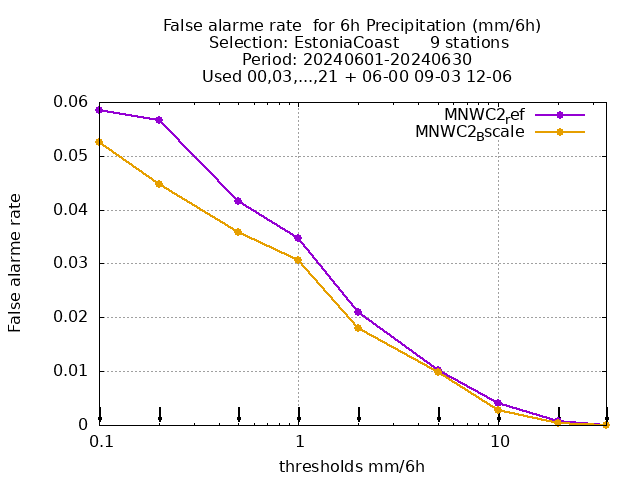 False alarme rate  for 6h Precipitation (mm/6h)
Selection: EstoniaCoast      9 stations
Period: 20240601-20240630
Used 00,03,...,21 + 06-00 09-03 12-06
MNWC2ref
MNWC2Bscale
0.06
0.05
0.04
0.03
0.02
0.01
0
False alarme rate
0.1 1 10
thresholds mm/6h